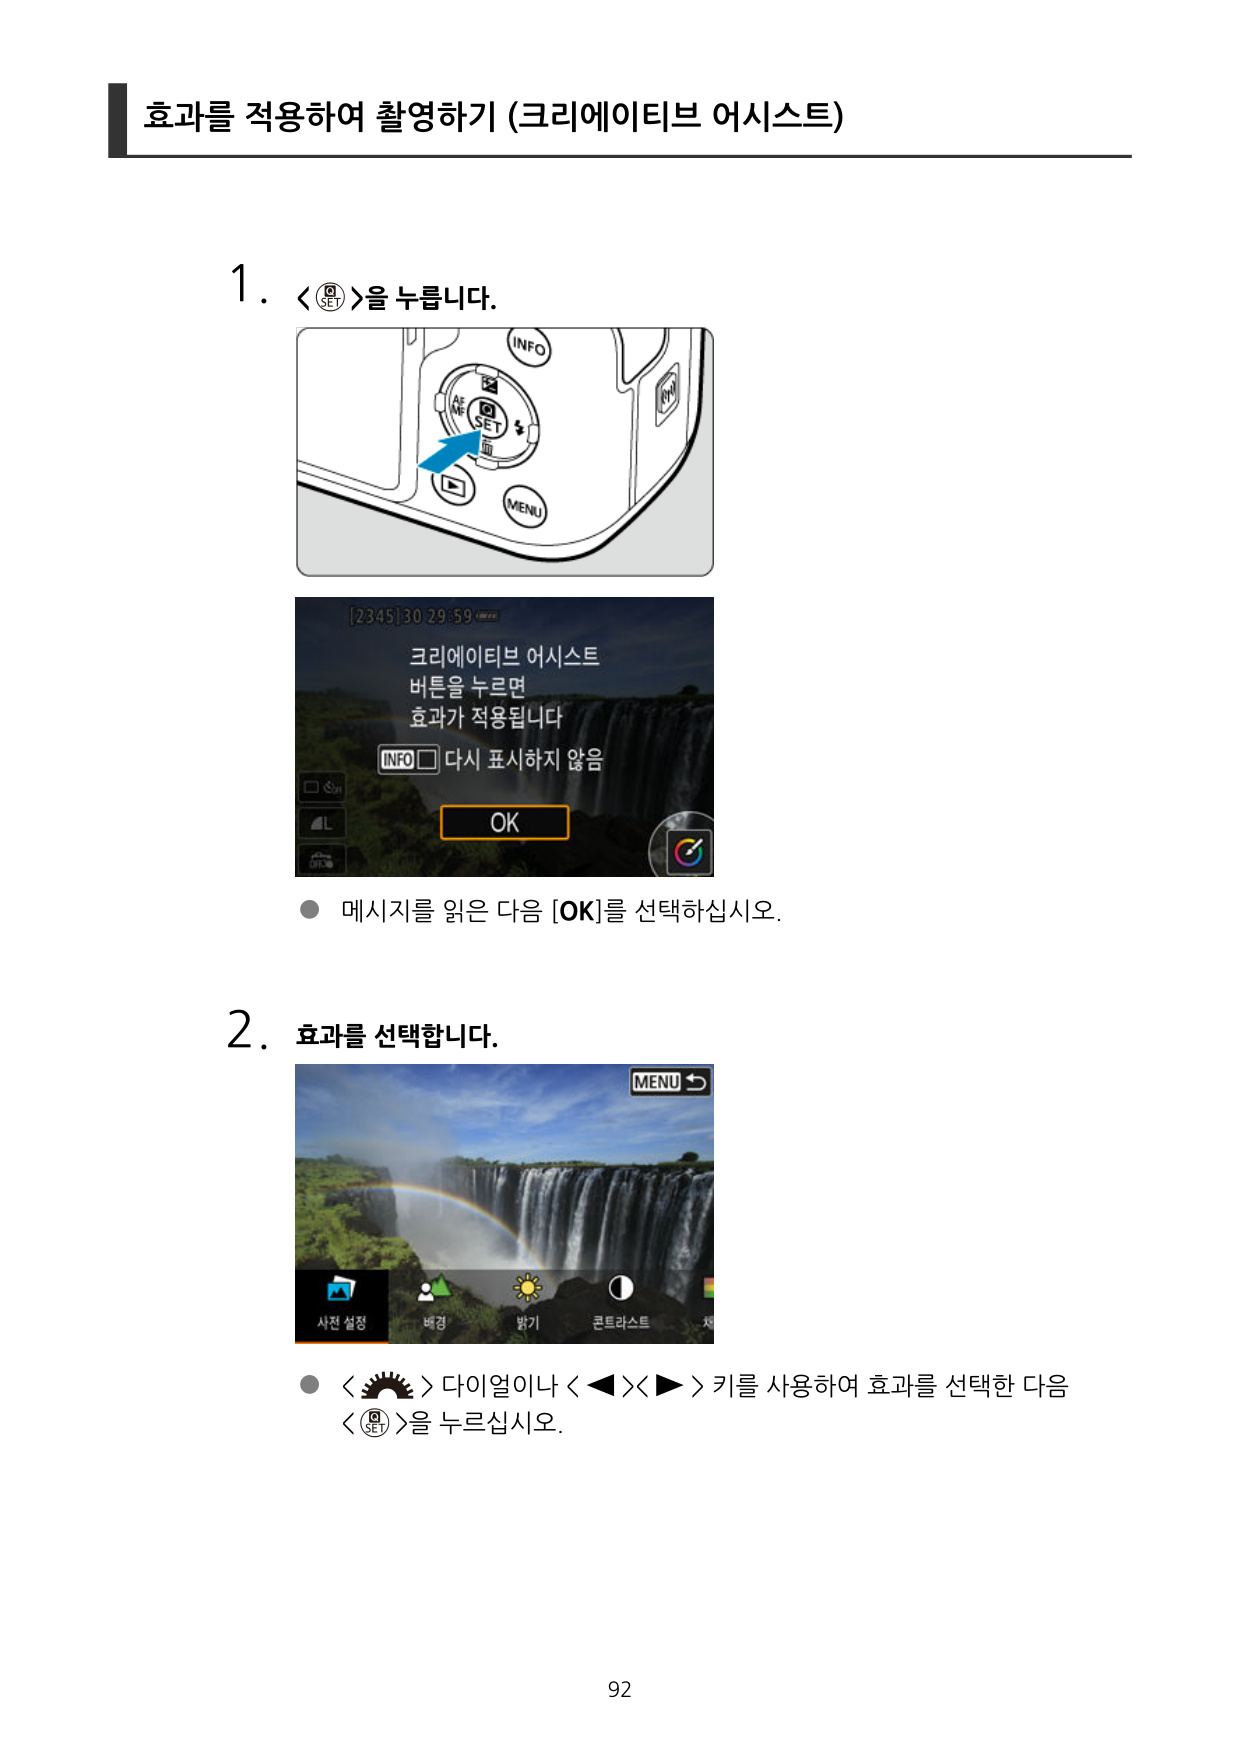 효과를 적용하여 촬영하기 (크리에이티브 어시스트)
1. < Q SET >을 누릅니다.
INFO
AF
MF
Q
SET
MENU
[2345]30 29:59
크리에이티브 어시스트
버튼을 누르면
효과가 적용됩니다
INFO 다시 표시하지 않음
L
OK
OFF
● 메시지를 읽은 다음 [OK]를 선택하십시오.
2. 효과를 선택합니다.
MENU
사전 설정 배경 밝기 콘트라스트
● < > 다이얼이나 < ◀ >< ▶ > 키를 사용하여 효과를 선택한 다음
< Q SET >을 누르십시오.
92